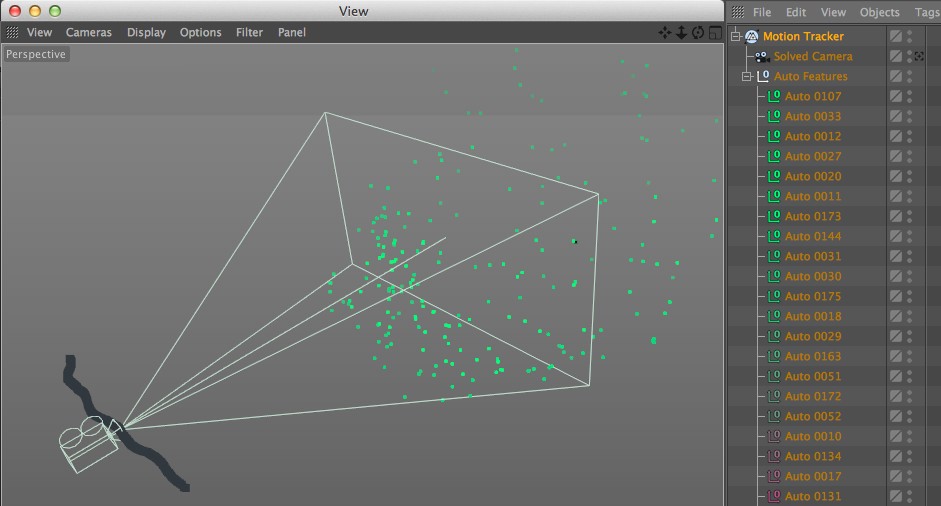 View
View Cameras Display Options Filter Panel
Perspective
File Edit View Objects Tags
Motion Tracker
Solved Camera
Auto Features
Auto 0107
Auto 0033
Auto 0012
Auto 0027
Auto 0020
Auto 0011
Auto 0173
Auto 0144
Auto 0031
Auto 0030
Auto 0175
Auto 0018
Auto 0029
Auto 0163
Auto 0051
Auto 0172
Auto 0052
Auto 0010
Auto 0134
Auto 0017
Auto 0131